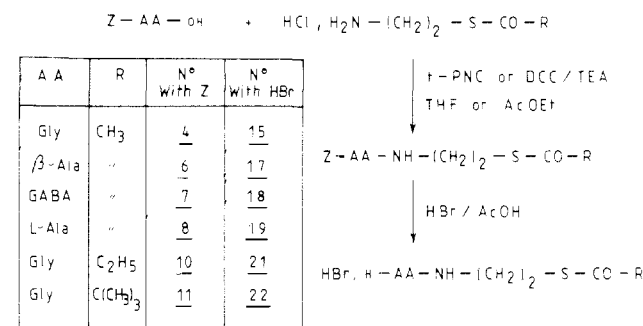 Z – AA – OH + HCl , H₂N – (CH₂)₂ – S – CO – R
t-PNC or DCC / TEA
THF or AcOEt
Z – AA – NH – (CH₂)₂ – S – CO – R
HBr / AcOH
HBr, H – AA – NH – (CH₂)₂ – S – CO – R
AA R N° With Z N° With HBr
Gly CH₃ 4 15
β-Ala " 6 17
GABA " 7 18
L-Ala " 8 19
Gly C₂H₅ 10 21
Gly C(CH₃)₃ 11 22